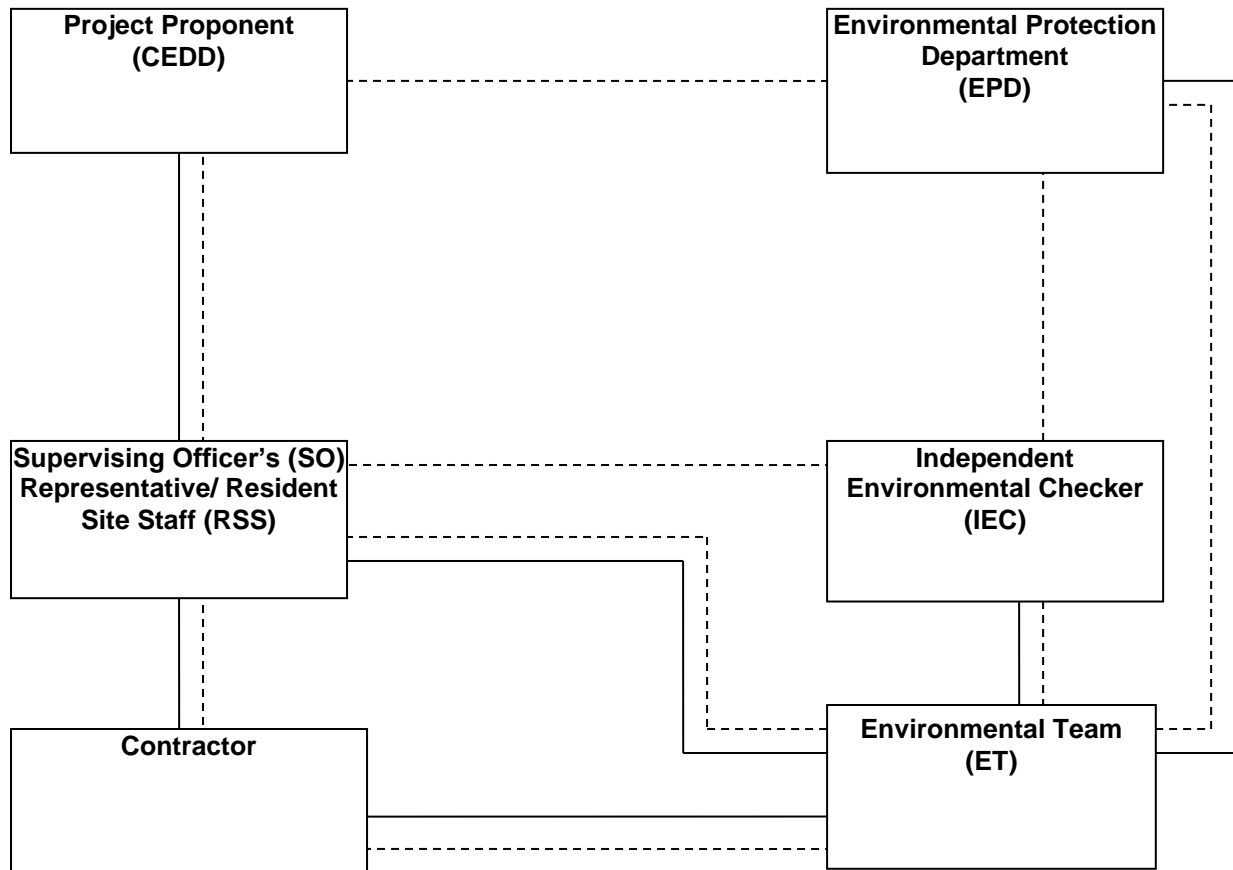 Project Proponent
(CEDD)
Environmental Protection
Department
(EPD)
Supervising Officer's (SO)
Representative/ Resident
Site Staff (RSS)
Independent
Environmental Checker
(IEC)
Contractor
Environmental Team
(ET)